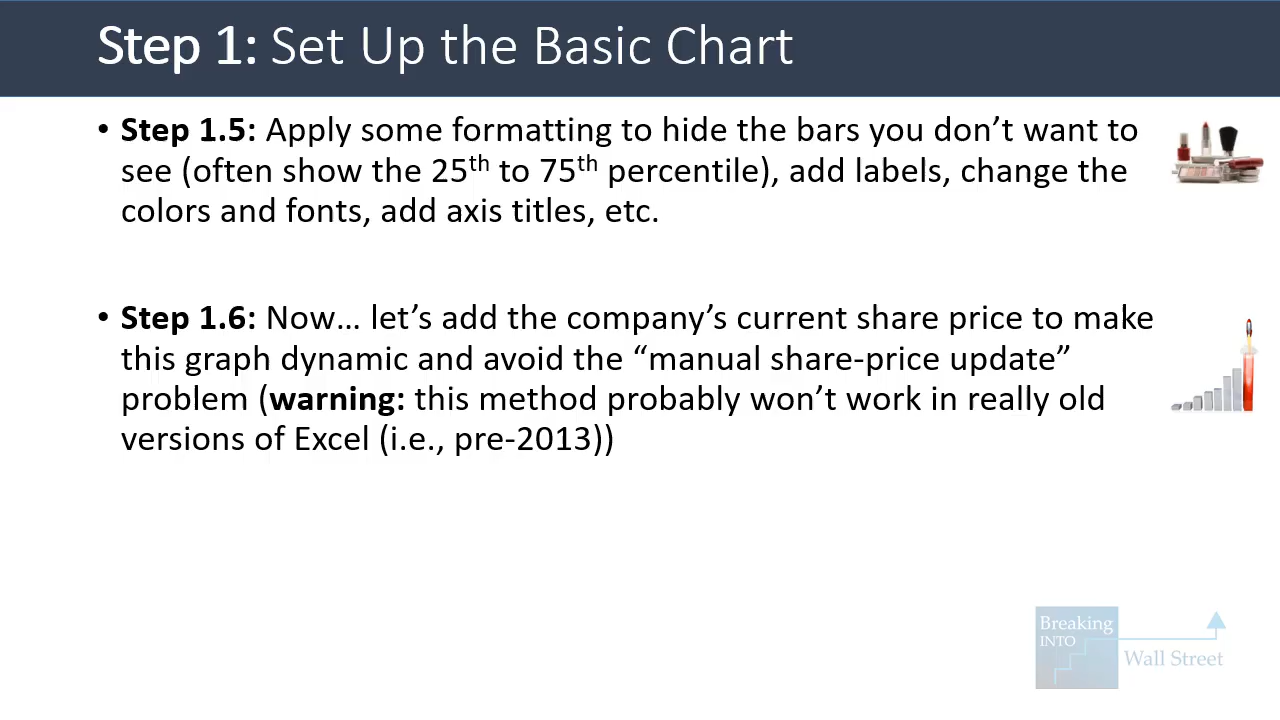 Step 1: Set Up the Basic Chart
• Step 1.5: Apply some formatting to hide the bars you don’t want to
see (often show the 25th to 75th percentile), add labels, change the
colors and fonts, add axis titles, etc.
• Step 1.6: Now… let’s add the company’s current share price to make
this graph dynamic and avoid the “manual share-price update”
problem (warning: this method probably won’t work in really old
versions of Excel (i.e., pre-2013))
Breaking
INTO
Wall Street